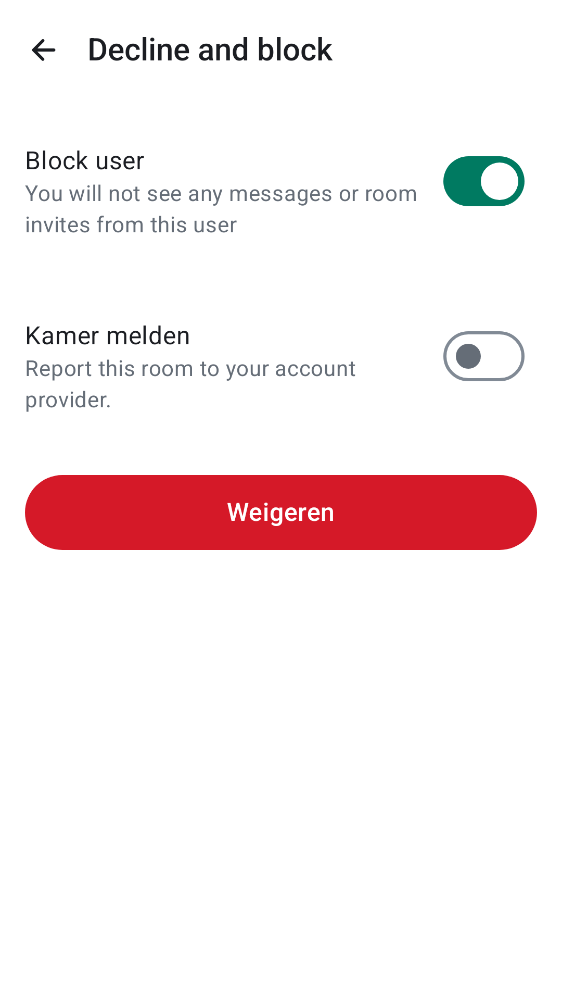 Decline and block
Block user
You will not see any messages or room
invites from this user
Kamer melden
Report this room to your account
provider.
Weigeren